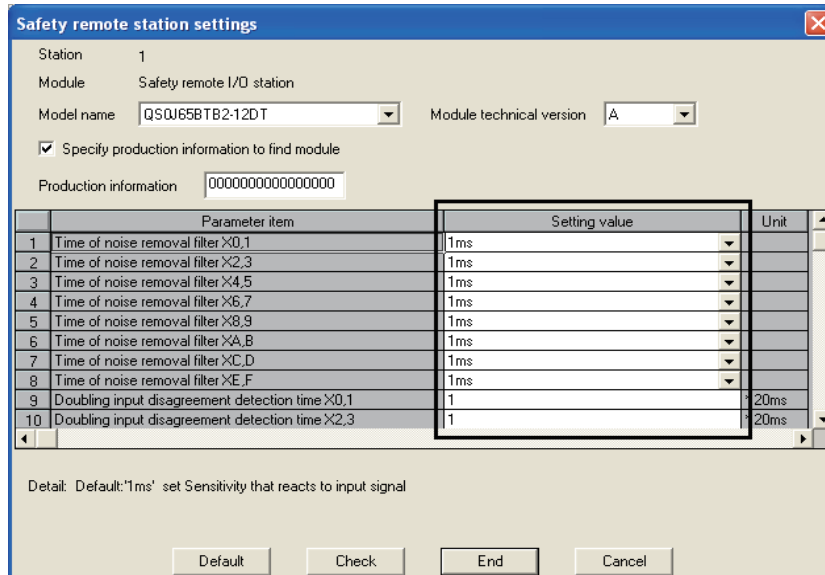 Safety remote station settings
Station 1
Module Safety remote I/O station
Model name QS0J65BTB2-12DT Module technical version A
Specify production information to find module
Production information 0000000000000000
Parameter item Setting value Unit
1 Time of noise removal filter X0,1 1ms
2 Time of noise removal filter X2,3 1ms
3 Time of noise removal filter X4,5 1ms
4 Time of noise removal filter X6,7 1ms
5 Time of noise removal filter X8,9 1ms
6 Time of noise removal filter XA,B 1ms
7 Time of noise removal filter XC,D 1ms
8 Time of noise removal filter XE,F 1ms
9 Doubling input disagreement detection time X0,1 1 * 20ms
10 Doubling input disagreement detection time X2,3 1 * 20ms
Detail: Default:'1ms' set Sensitivity that reacts to input signal
Default Check End Cancel